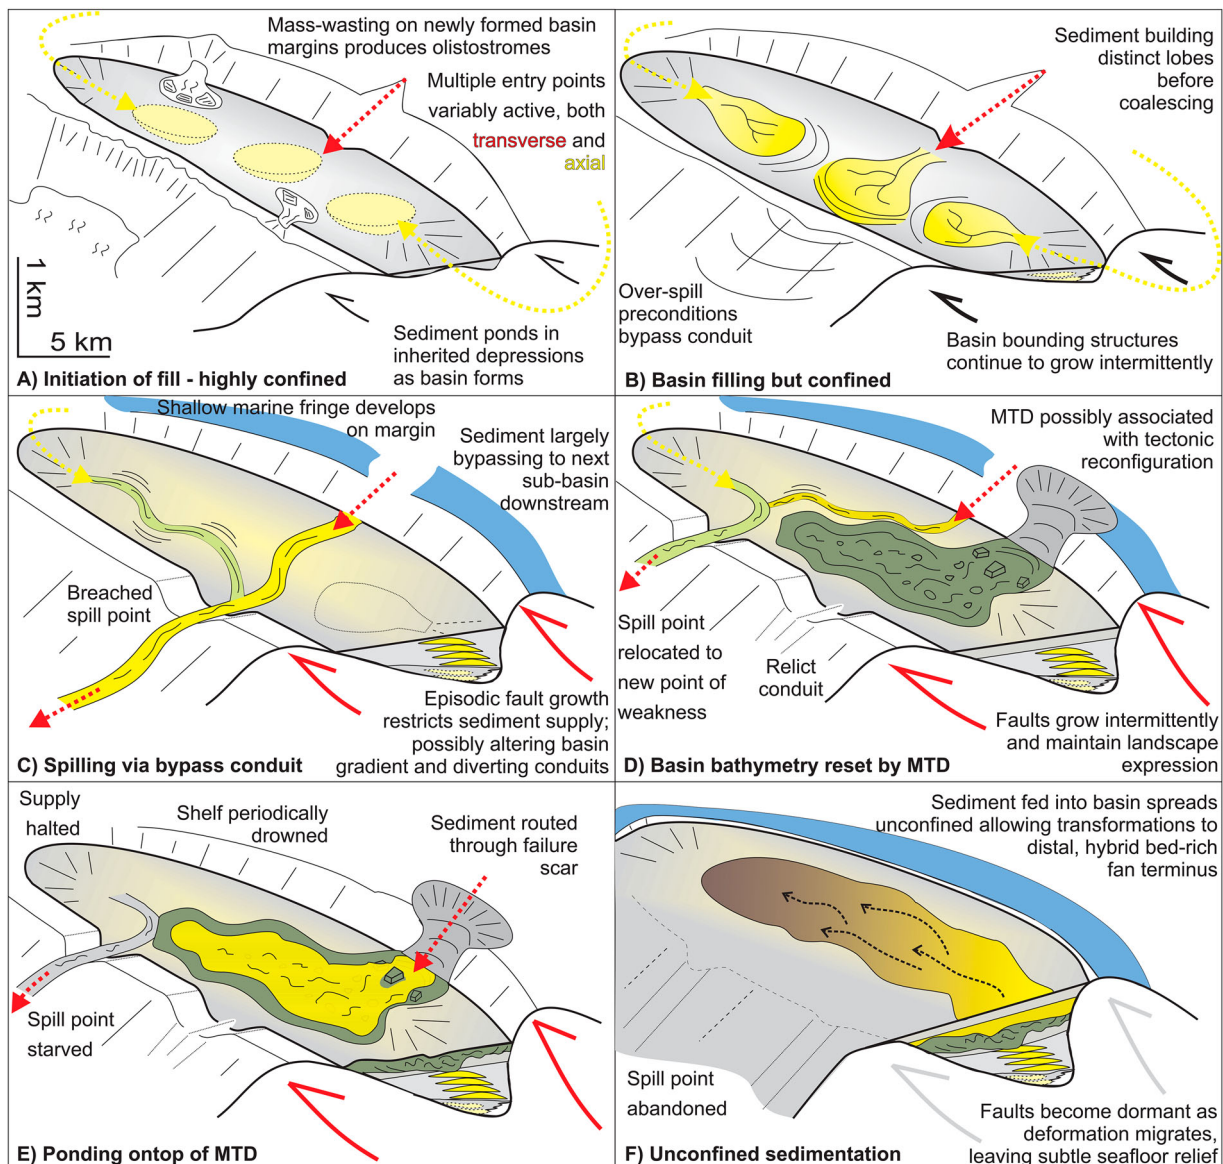 Mass-wasting on newly formed basin
margins produces olistostromes
Multiple entry points
variably active, both
transverse and
axial
1 km
5 km
Sediment ponds in
inherited depressions
as basin forms
A) Initiation of fill - highly confined
Sediment building
distinct lobes
before
coalescing
Over-spill
preconditions
bypass conduit
Basin bounding structures
continue to grow intermittently
B) Basin filling but confined
Shallow marine fringe develops
on margin
Sediment largely
bypassing to next
sub-basin
downstream
Breached
spill point
Episodic fault growth
restricts sediment supply;
possibly altering basin
gradient and diverting conduits
C) Spilling via bypass conduit
MTD possibly associated
with tectonic
reconfiguration
Spill point
relocated to
new point of
weakness
Relict
conduit
Faults grow intermittently
and maintain landscape
expression
D) Basin bathymetry reset by MTD
Supply
halted
Shelf periodically
drowned
Sediment routed
through failure
scar
Spill point
starved
E) Ponding ontop of MTD
Sediment fed into basin spreads
unconfined allowing transformations to
distal, hybrid bed-rich
fan terminus
Spill point
abandoned
Faults become dormant as
deformation migrates,
leaving subtle seafloor relief
F) Unconfined sedimentation